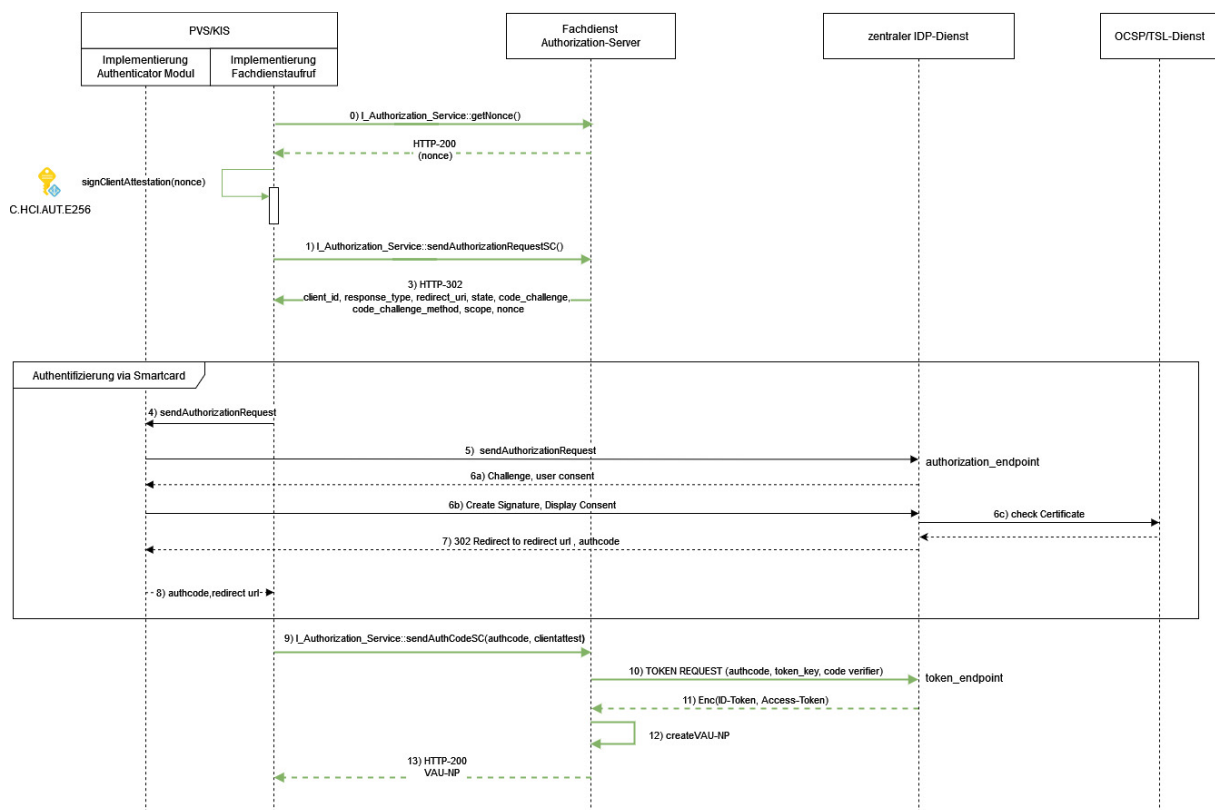 PVS/KIS
Fachdienst
Authorization-Server
zentraler IDP-Dienst
OCSP/TSL-Dienst
Implementierung
Authenticator Modul
Implementierung
Fachdienstaufruf
0) I_Authorization_Service::getNonce()
HTTP-200
(nonce)
signClientAttestation(nonce)
C.HCI.AUT.E256
1) I_Authorization_Service::sendAuthorizationRequestSC()
3) HTTP-302
client_id, response_type, redirect_uri, state, code_challenge,
code_challenge_method, scope, nonce
Authentifizierung via Smartcard
4) sendAuthorizationRequest
5) sendAuthorizationRequest
authorization_endpoint
6a) Challenge, user consent
6b) Create Signature, Display Consent
6c) check Certificate
7) 302 Redirect to redirect url , authcode
8) authcode,redirect url
9) I_Authorization_Service::sendAuthCodeSC(authcode, clientattest)
10) TOKEN REQUEST (authcode, token_key, code verifier)
token_endpoint
11) Enc(ID-Token, Access-Token)
12) createVAU-NP
13) HTTP-200
VAU-NP